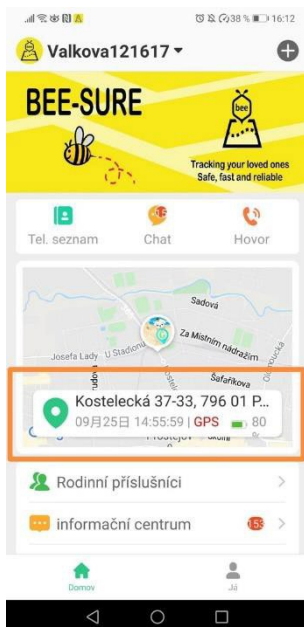 38 % 16:12
Valkova121617
BEE-SURE
bee
Tracking your loved ones
Safe, fast and reliable
Tel. seznam
Chat
Hovor
Sadová
Za Místním nádražím
Josefa Lady
U Stadionu
Šafaříkova
Olomoucká
Kostelecká 37-33, 796 01 P...
09月25日 14:55:59 | GPS 80
Prostějov
Rodinní příslušníci
informační centrum
153
Domov
Já